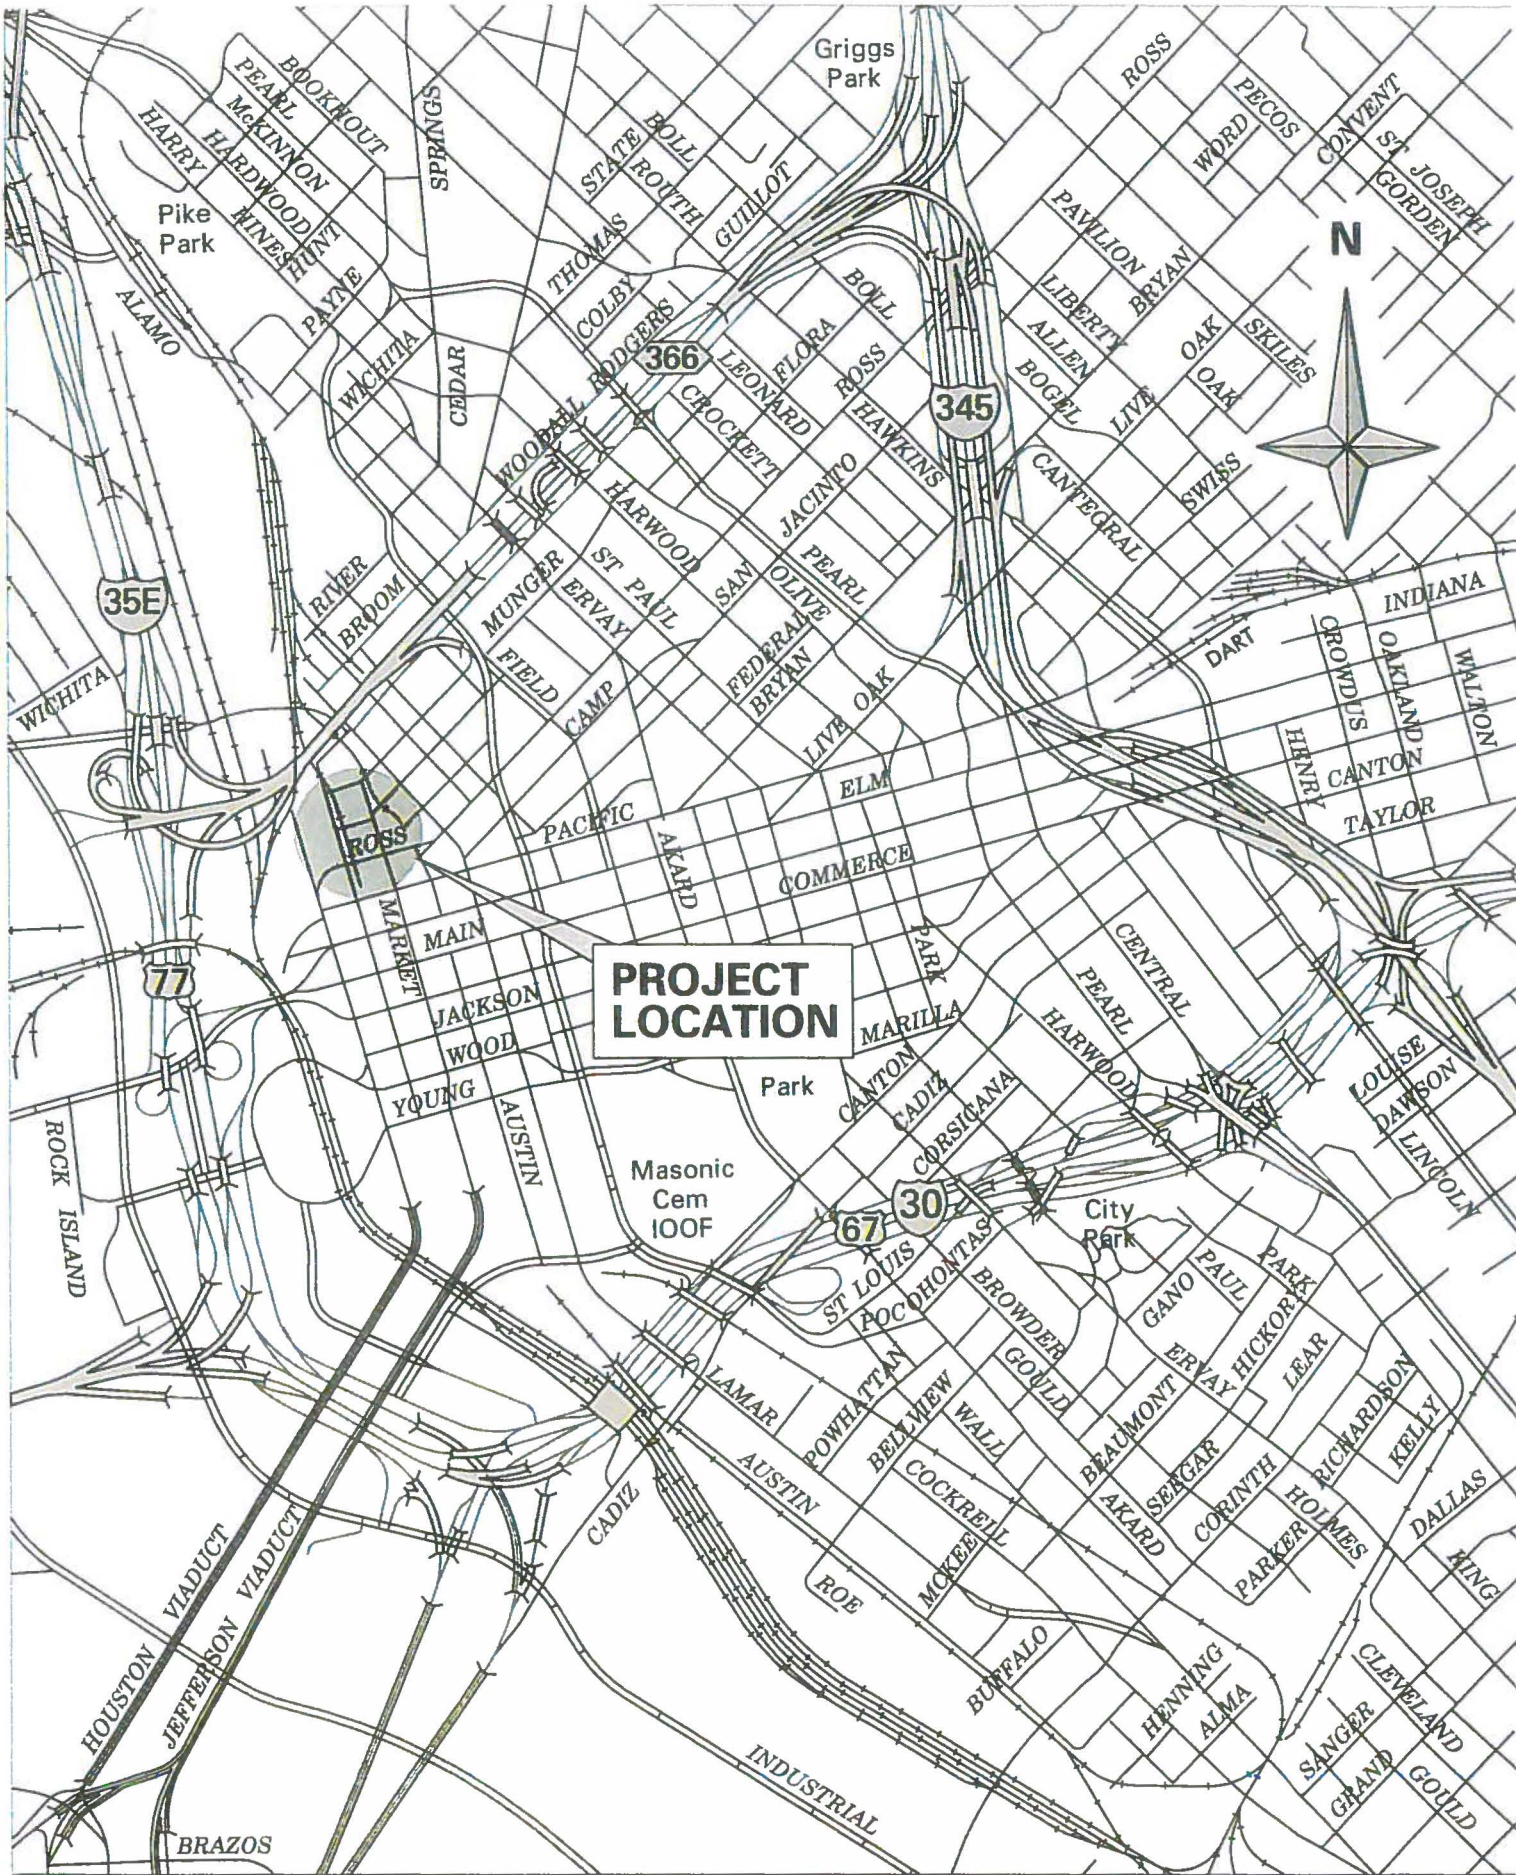 Griggs
Park
ROSS
BOOKHOUT
PEARL
McKINNON
HARRY
HARDWOOD
HINES
HUNT
PAYNE
SPRINGS
STATE
BOLL
ROUTH
GUILLOT
THOMAS
COLBY
PECOS
WORD
CONVENT
ST JOSEPH
GORDEN
Pike
Park
ALAMO
N
PAVILION
BRYAN
LIBERTY
ALLEN
BOGEL
LIVE OAK
OAK
SKILES
BOLL
FLORA
ROSS
LEONARD
CROCKETT
HAWKINS
WOODALL RODGERS
366
345
WICHITA
CEDAR
CANTEGRAL
SWISS
HARWOOD
SAN JACINTO
PEARL
OLIVE
ST PAUL
ERVAY
MUNGER
FIELD
CAMP
FEDERAL
BRYAN
LIVE OAK
RIVER
BROOM
35E
WICHITA
DART
INDIANA
CROWDUS
OAKLAND
WALTON
HENRY
CANTON
TAYLOR
ELM
PACIFIC
AKARD
COMMERCE
ROSS
MARKET
MAIN
PROJECT
LOCATION
PARK
CENTRAL
PEARL
HARWOOD
77
JACKSON
WOOD
YOUNG
MARILLA
Park
CANTON
CADIZ
CORSICANA
LOUISE
DAWSON
LINCOLN
ROCK ISLAND
AUSTIN
Masonic
Cem
IOOF
67
30
City
Park
ST LOUIS
POCOHONTAS
BROWDER
GOULD
GANO
PAUL
PARK
HICKORY
LEAR
ERVAY
LAMAR
POWHATTAN
BELLVIEW
WALL
BEAUMONT
SEEGAR
RICHARDSON
KELLY
AUSTIN
COCKRELL
AKARD
CORINTH
HOLMES
PARKER
DALLAS
KING
CADIZ
MCKEE
ROE
HOUSTON VIADUCT
JEFFERSON VIADUCT
BUFFALO
HENNING
ALMA
CLEVELAND
SANGER
GRAND
GOULD
INDUSTRIAL
BRAZOS